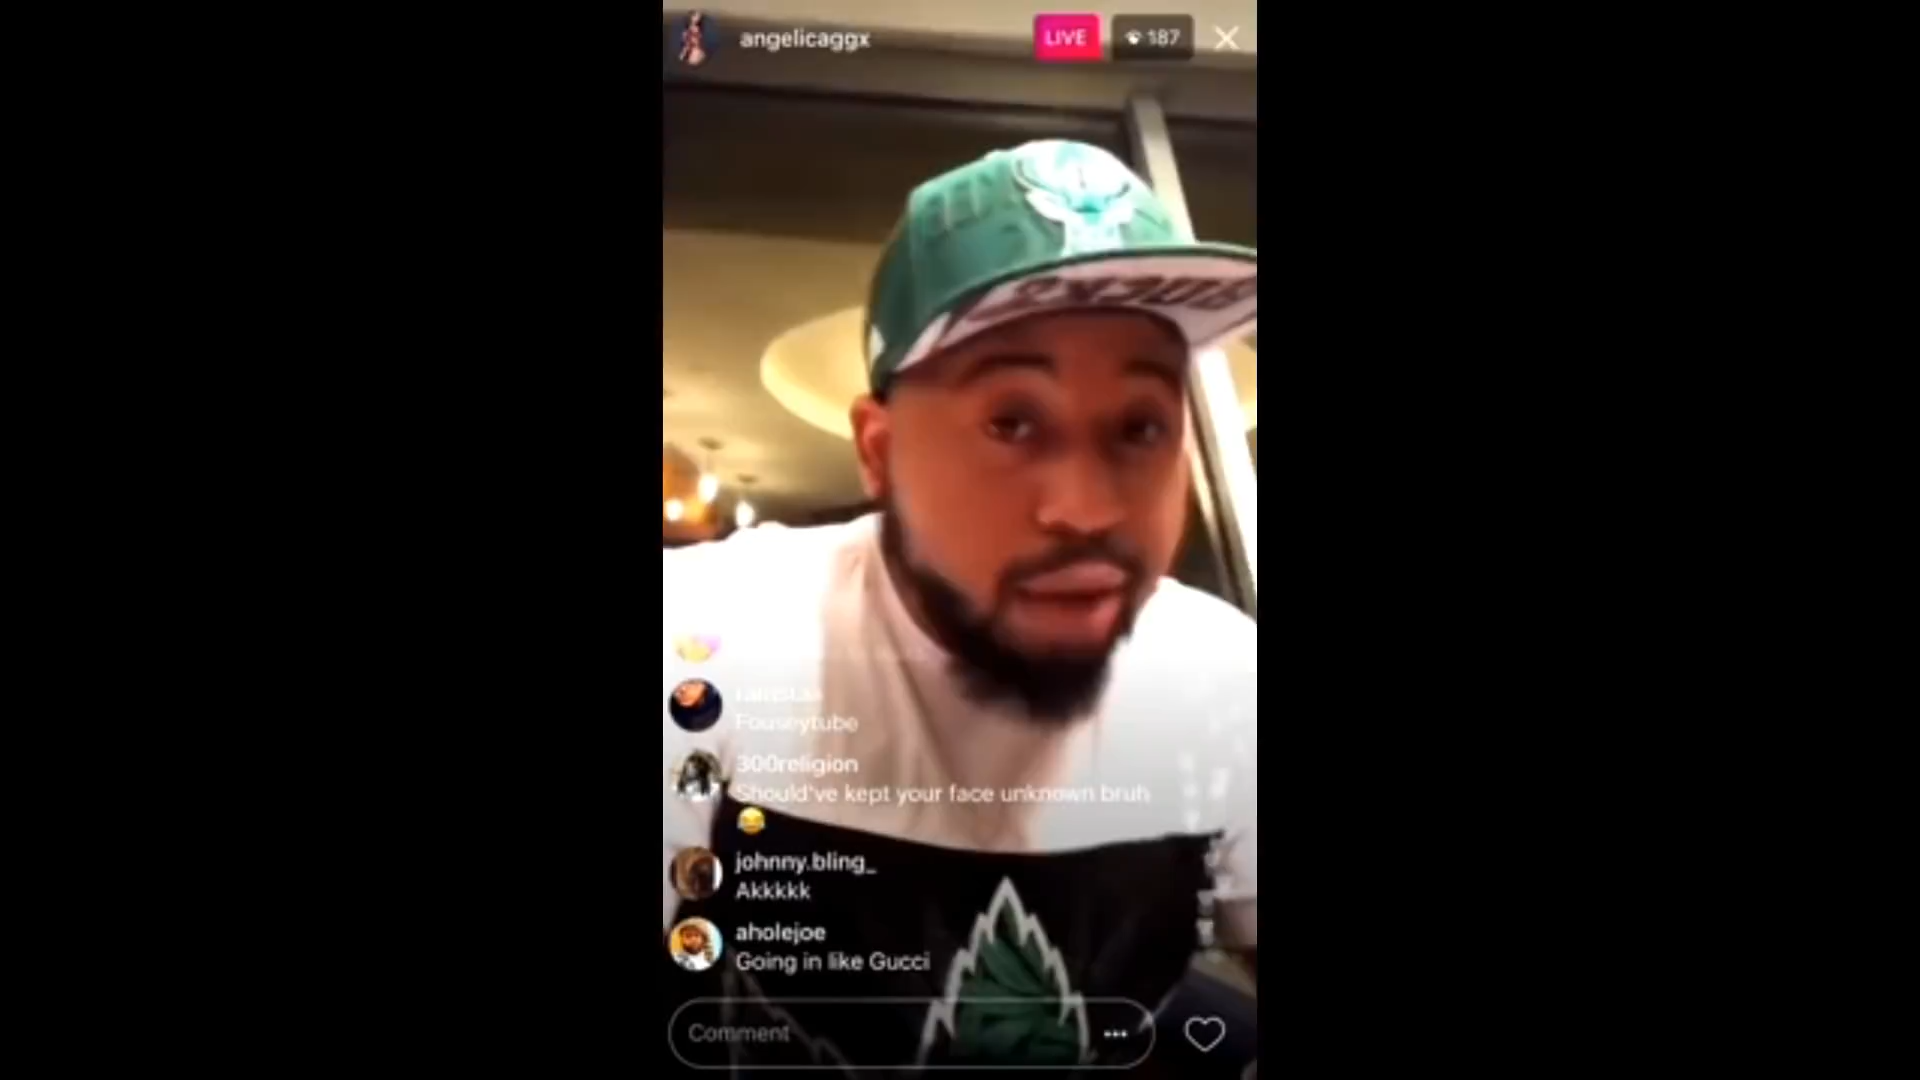 angelicaggx
LIVE
187
BUCKS
Fouseytube
300religion
Should've kept your face unknown bruh
😂
johnny.bling_
Akkkkk
aholejoe
Going in like Gucci
Comment